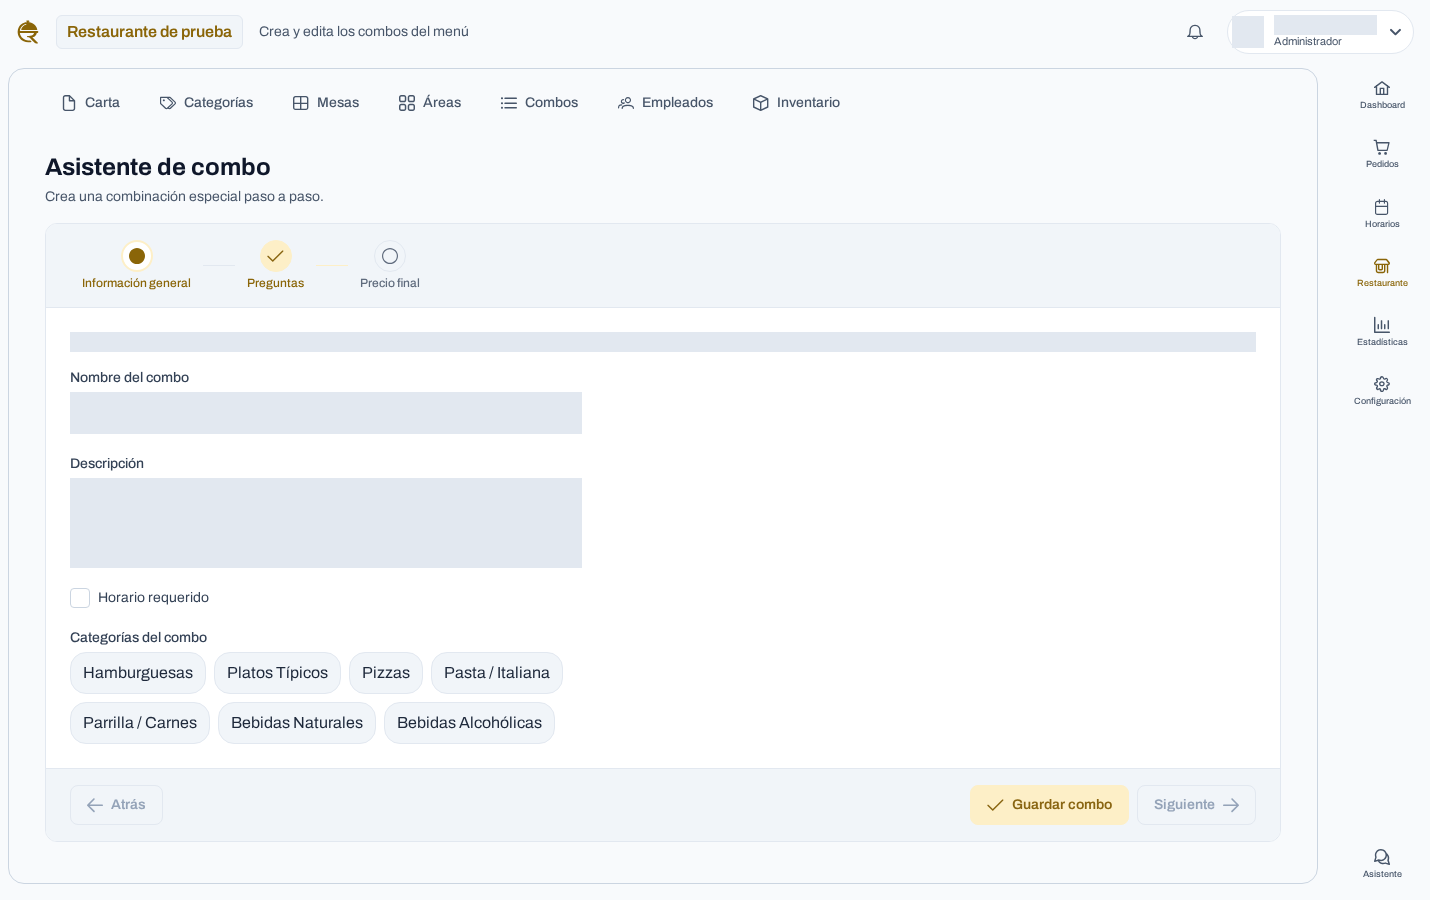 Restaurante de prueba
Crea y edita los combos del menú
Administrador
Carta
Categorías
Mesas
Áreas
Combos
Empleados
Inventario
Asistente de combo
Crea una combinación especial paso a paso.
Información general
Preguntas
Precio final
Nombre del combo
Descripción
Horario requerido
Categorías del combo
Hamburguesas
Platos Típicos
Pizzas
Pasta / Italiana
Parrilla / Carnes
Bebidas Naturales
Bebidas Alcohólicas
Atrás
Guardar combo
Siguiente
Dashboard
Pedidos
Horarios
Restaurante
Estadísticas
Configuración
Asistente